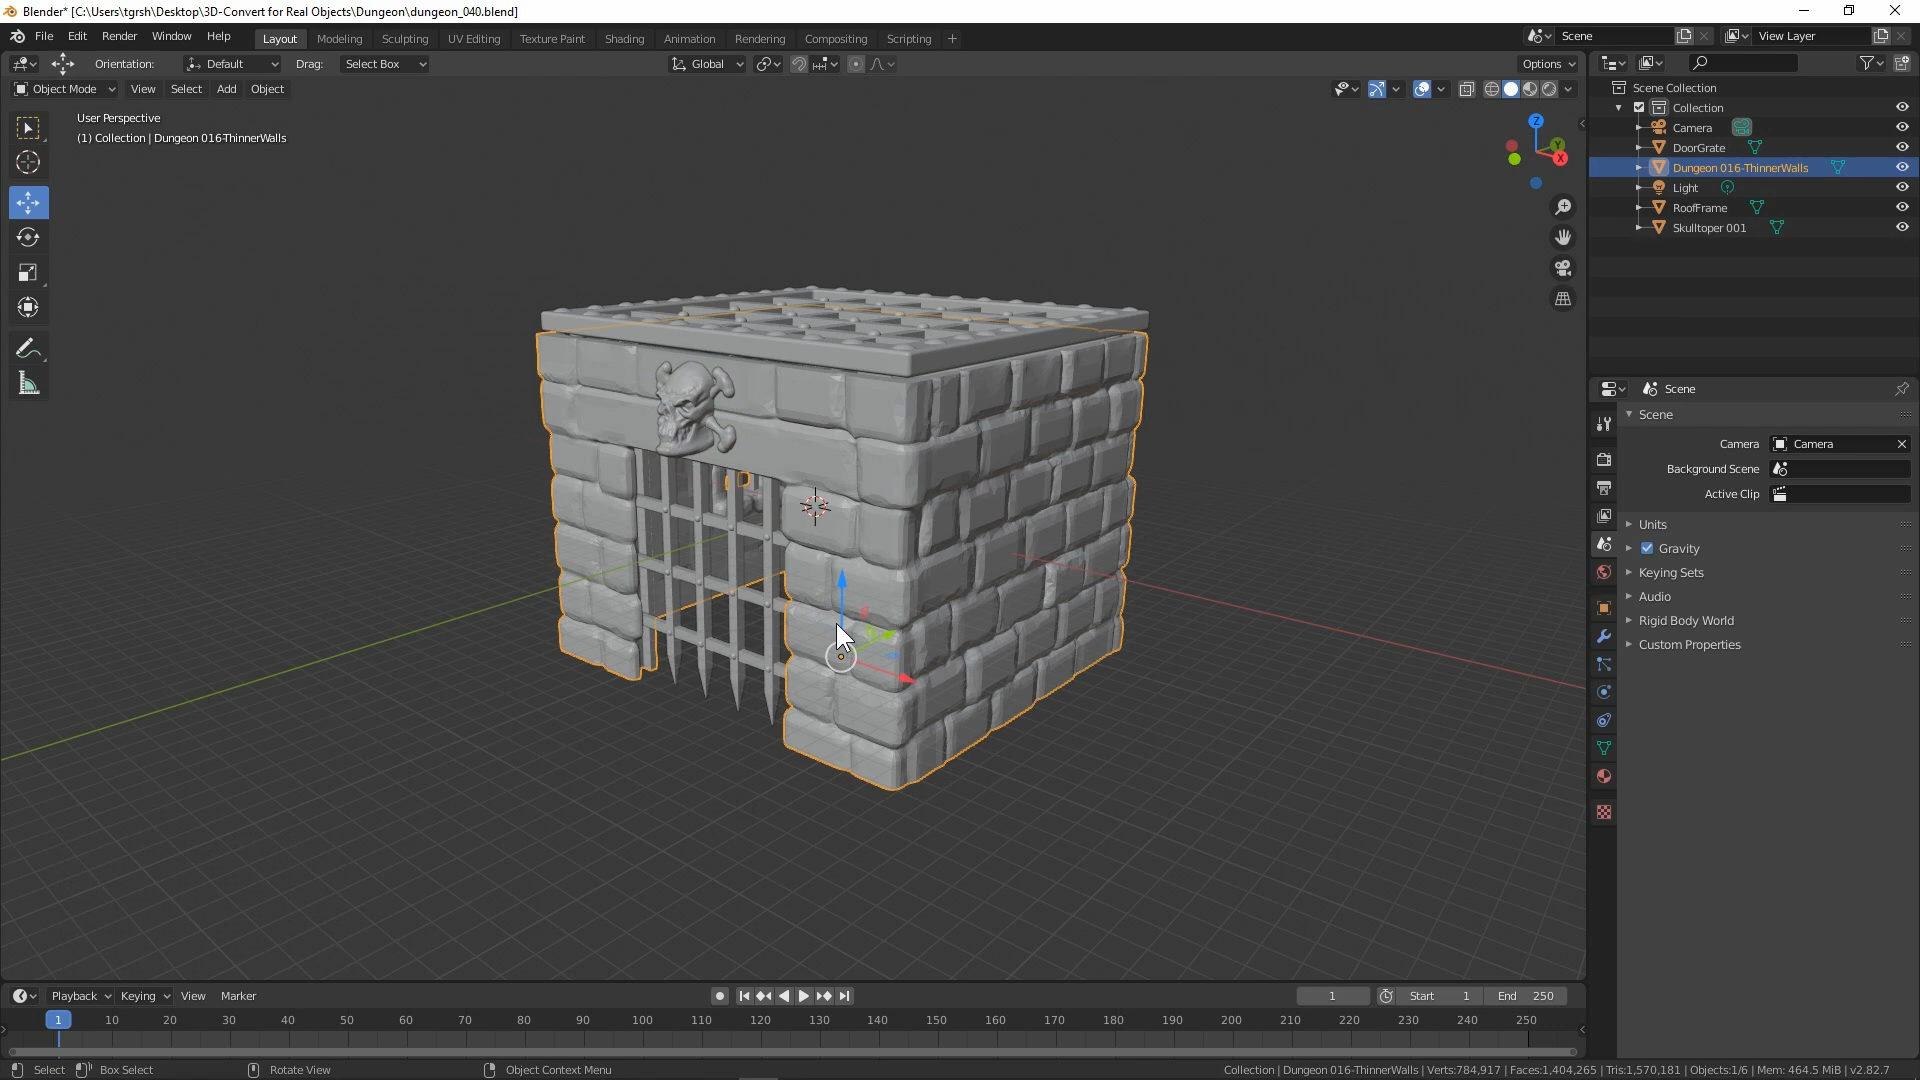 Blender* [C:\Users\tgrsh\Desktop\3D-Convert for Real Objects\Dungeon\dungeon_040.blend]
File Edit Render Window Help Layout Modeling Sculpting UV Editing Texture Paint Shading Animation Rendering Compositing Scripting + Scene View Layer
Orientation: Default Drag: Select Box Global Options
Object Mode View Select Add Object
User Perspective
(1) Collection | Dungeon 016-ThinnerWalls
Z
Y
X
Scene Collection
Collection
Camera
DoorGrate
Dungeon 016-ThinnerWalls
Light
RoofFrame
Skulltoper 001
Scene
Scene
Camera Camera
Background Scene
Active Clip
Units
Gravity
Keying Sets
Audio
Rigid Body World
Custom Properties
Playback Keying View Marker 1 Start 1 End 250
1 10 20 30 40 50 60 70 80 90 100 110 120 130 140 150 160 170 180 190 200 210 220 230 240 250
Select Box Select Rotate View Object Context Menu Collection | Dungeon 016-ThinnerWalls | Verts:784,917 | Faces:1,404,265 | Tris:1,570,181 | Objects:1/6 | Mem: 464.5 MiB | v2.82.7